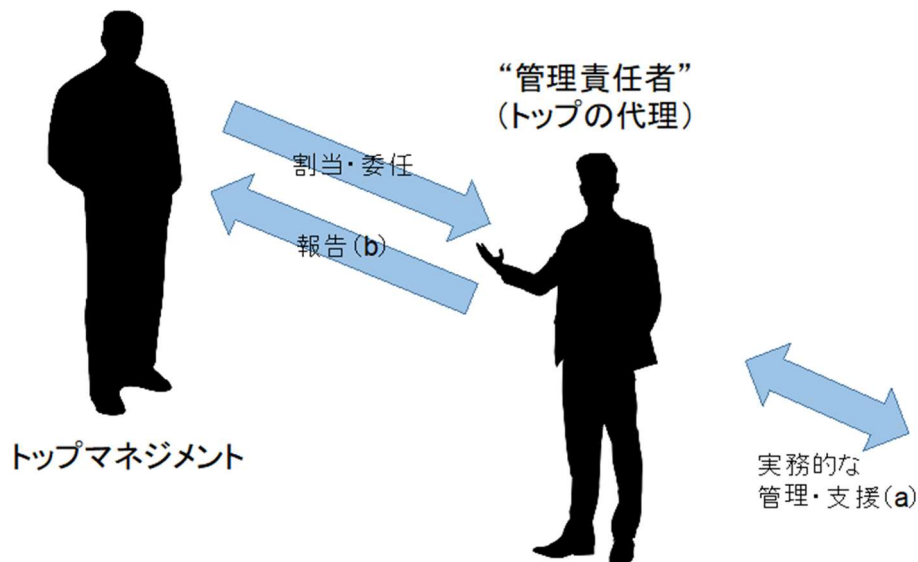 “管理責任者”
(トップの代理)
割当・委任
報告(b)
トップマネジメント
実務的な
管理・支援(a)